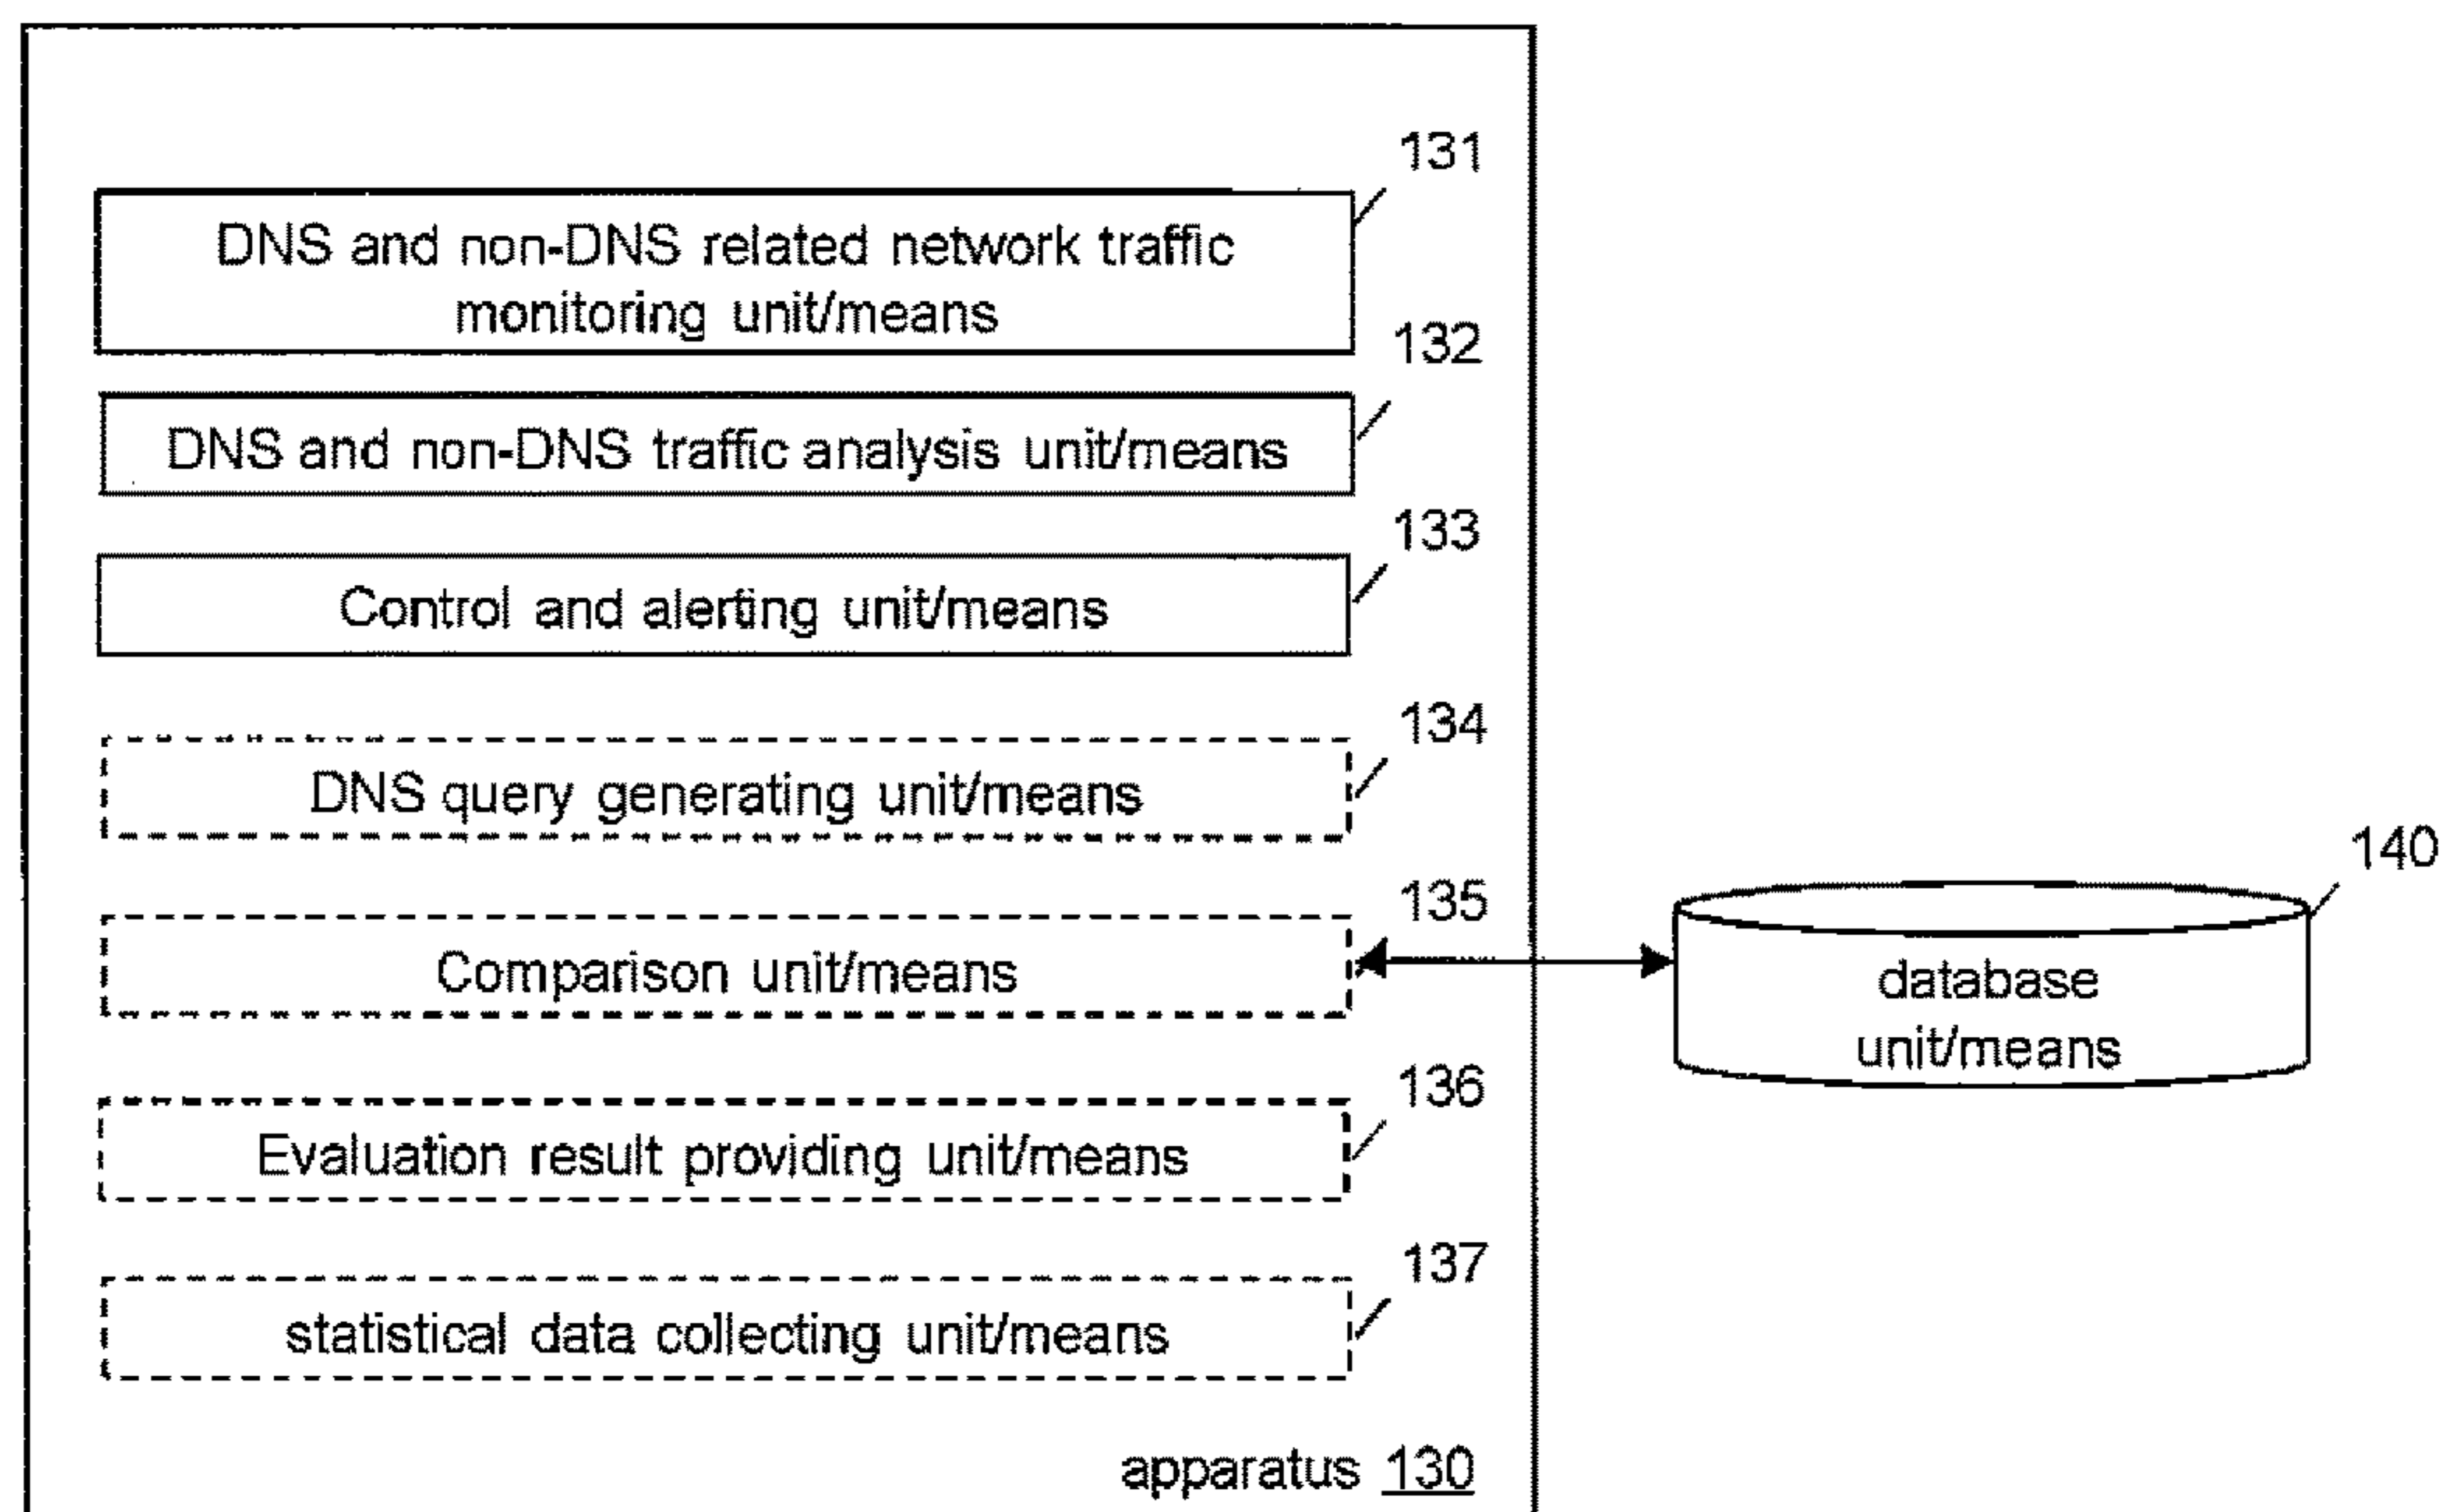 131
DNS and non-DNS related network traffic
monitoring unit/means
132
DNS and non-DNS traffic analysis unit/means
133
Control and alerting unit/means
134
DNS query generating unit/means
135
Comparison unit/means
140
database
unit/means
136
Evaluation result providing unit/means
137
statistical data collecting unit/means
apparatus 130